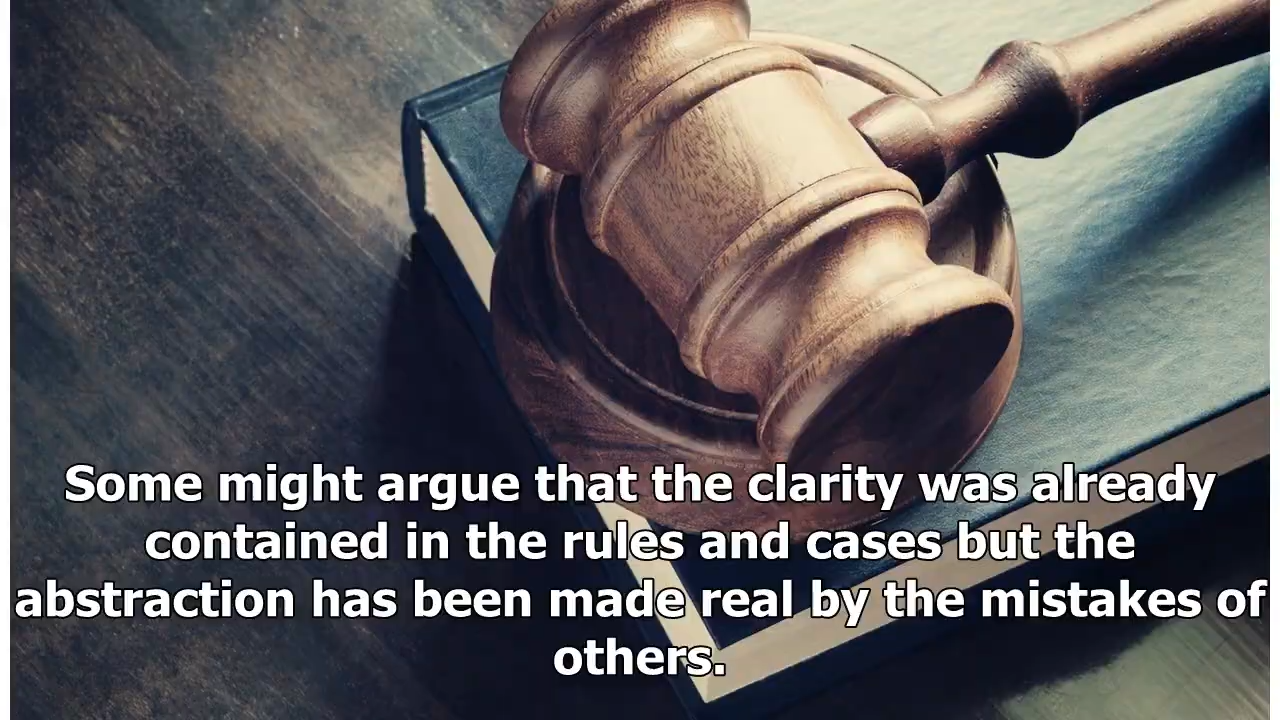 Some might argue that the clarity was already
contained in the rules and cases but the
abstraction has been made real by the mistakes of
others.